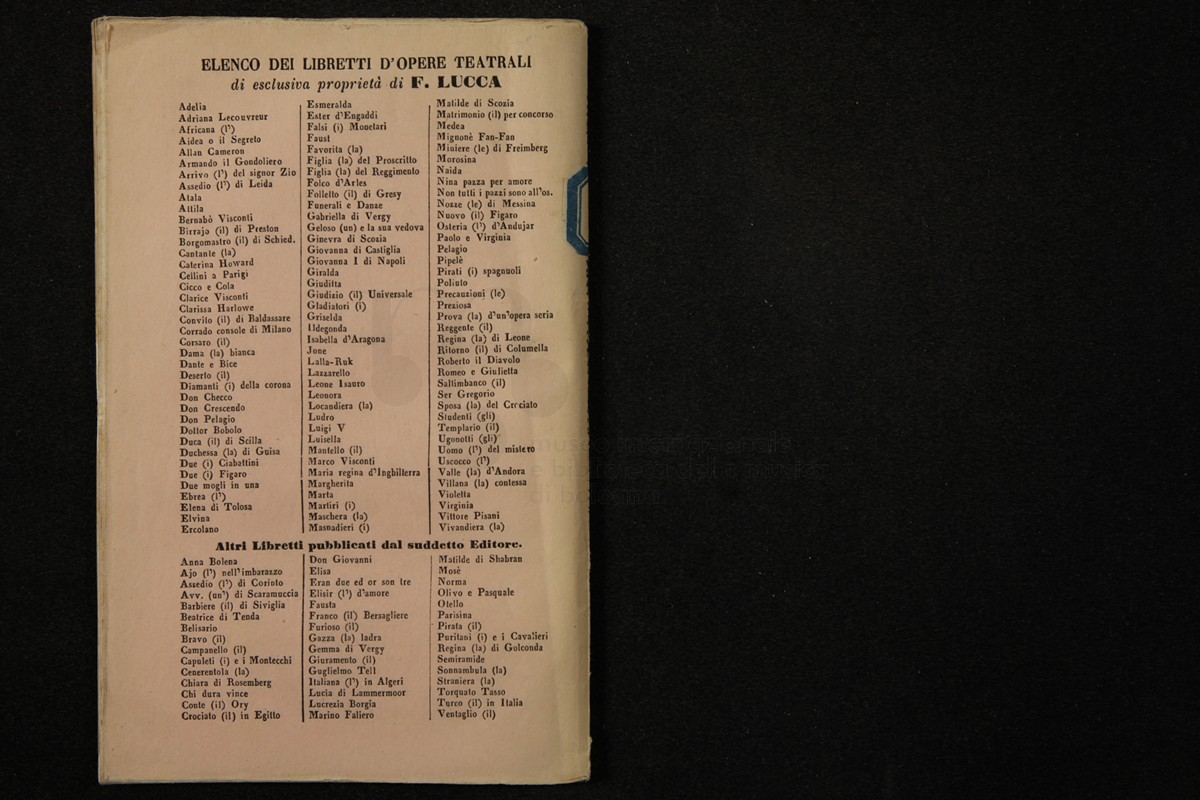 ELENCO DEI LIBRETTI D'OPERE TEATRALI
di esclusiva proprietà di F. LUCCA
Adelia
Adriana Lecouvreur
Africana (l')
Aidea o il Segreto
Allan Cameron
Armando il Gondoliero
Arrivo (l') del signor Zio
Assedio (l') di Leida
Atala
Attila
Bernabò Visconti
Birrajo (il) di Preston
Borgomastro (il) di Schied.
Cantante (la)
Caterina Howard
Cellini a Parigi
Cicco e Cola
Clarice Visconti
Clarissa Harlowe
Convito (il) di Baldassare
Corrado console di Milano
Corsaro (il)
Dama (la) bianca
Dante e Bice
Deserto (il)
Diamanti (i) della corona
Don Checco
Don Crescendo
Don Pelagio
Dottor Bobolo
Duca (il) di Scilla
Duchessa (la) di Guisa
Due (i) Ciabattini
Due (i) Figaro
Due mogli in una
Ebrea (l')
Elena di Tolosa
Elvina
Ercolano
Esmeralda
Ester d'Engaddi
Falsi (i) Monetari
Faust
Favorita (la)
Figlia (la) del Proscritto
Figlia (la) del Reggimento
Folco d'Arles
Folletto (il) di Gresy
Funerali e Danze
Gabriella di Vergy
Geloso (un) e la sua vedova
Ginevra di Scozia
Giovanna di Castiglia
Giovanna I di Napoli
Giralda
Giuditta
Giudizio (il) Universale
Gladiatori (i)
Griselda
Ildegonda
Isabella d'Aragona
Jone
Lalla-Ruk
Lazzarello
Leone Isauro
Leonora
Locandiera (la)
Ludro
Luigi V
Luisella
Mantello (il)
Marco Visconti
Maria regina d'Inghilterra
Margherita
Marta
Martiri (i)
Maschera (la)
Masnadieri (i)
Matilde di Scozia
Matrimonio (il) per concorso
Medea
Mignonè Fan-Fan
Miniere (le) di Freimberg
Morosina
Naida
Nina pazza per amore
Non tutti i pazzi sono all'os.
Nozze (le) di Messina
Nuovo (il) Figaro
Osteria (l') d'Andujar
Paolo e Virginia
Pelagio
Pipelè
Pirati (i) spagnuoli
Poliuto
Precauzioni (le)
Preziosa
Prova (la) d'un'opera seria
Reggente (il)
Regina (la) di Leone
Ritorno (il) di Columella
Roberto il Diavolo
Romeo e Giulietta
Saltimbanco (il)
Ser Gregorio
Sposa (la) del Crociato
Studenti (gli)
Templario (il)
Ugonotti (gli)
Uomo (l') del mistero
Uscocco (l')
Valle (la) d'Andora
Villana (la) contessa
Violetta
Virginia
Vittore Pisani
Vivandiera (la)
Altri Libretti pubblicati dal suddetto Editore.
Anna Bolena
Ajo (l') nell'imbarazzo
Assedio (l') di Corinto
Avv. (un') di Scaramuccia
Barbiere (il) di Siviglia
Beatrice di Tenda
Belisario
Bravo (il)
Campanello (il)
Capuleti (i) e i Montecchi
Cenerentola (la)
Chiara di Rosemberg
Chi dura vince
Conte (il) Ory
Crociato (il) in Egitto
Don Giovanni
Elisa
Eran due ed or son tre
Elisir (l') d'amore
Fausta
Franco (il) Bersagliere
Furioso (il)
Gazza (la) ladra
Gemma di Vergy
Giuramento (il)
Guglielmo Tell
Italiana (l') in Algeri
Lucia di Lammermoor
Lucrezia Borgia
Marino Faliero
Matilde di Shabran
Mosè
Norma
Olivo e Pasquale
Otello
Parisina
Pirata (il)
Puritani (i) e i Cavalieri
Regina (la) di Golconda
Semiramide
Sonnambula (la)
Straniera (la)
Torquato Tasso
Turco (il) in Italia
Ventaglio (il)